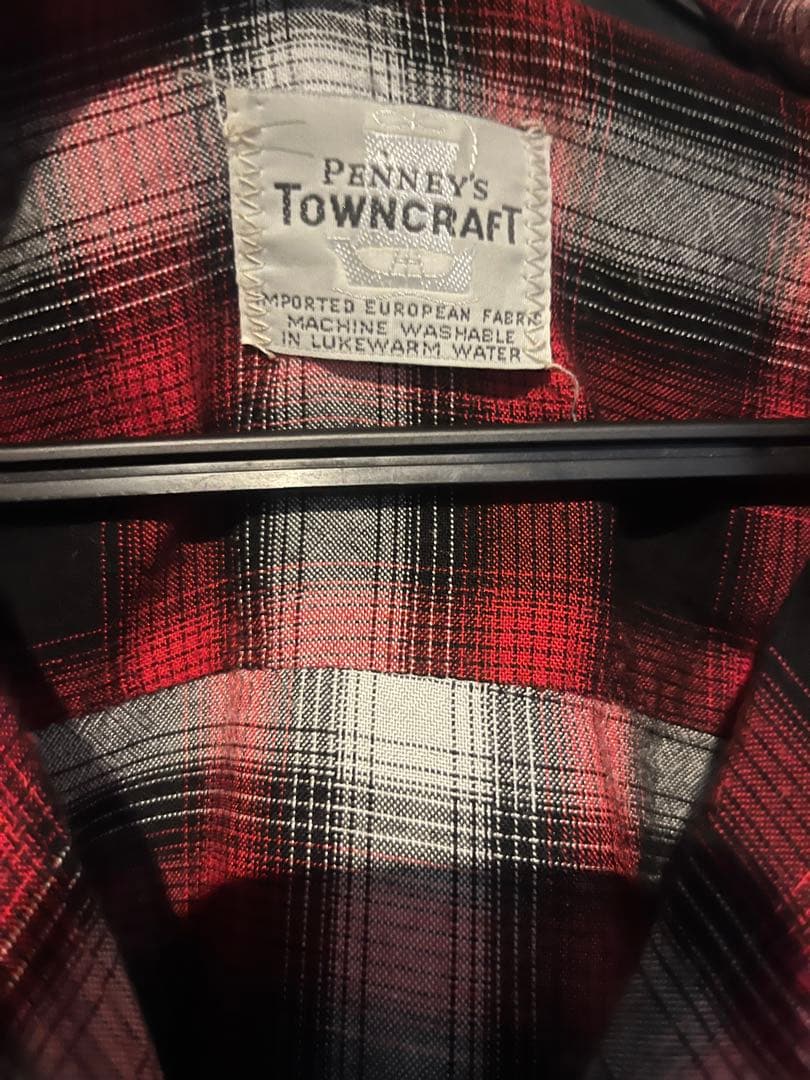 PENNEY'S
TOWNCRAFT
IMPORTED EUROPEAN FABRIC
MACHINE WASHABLE
IN LUKEWARM WATER